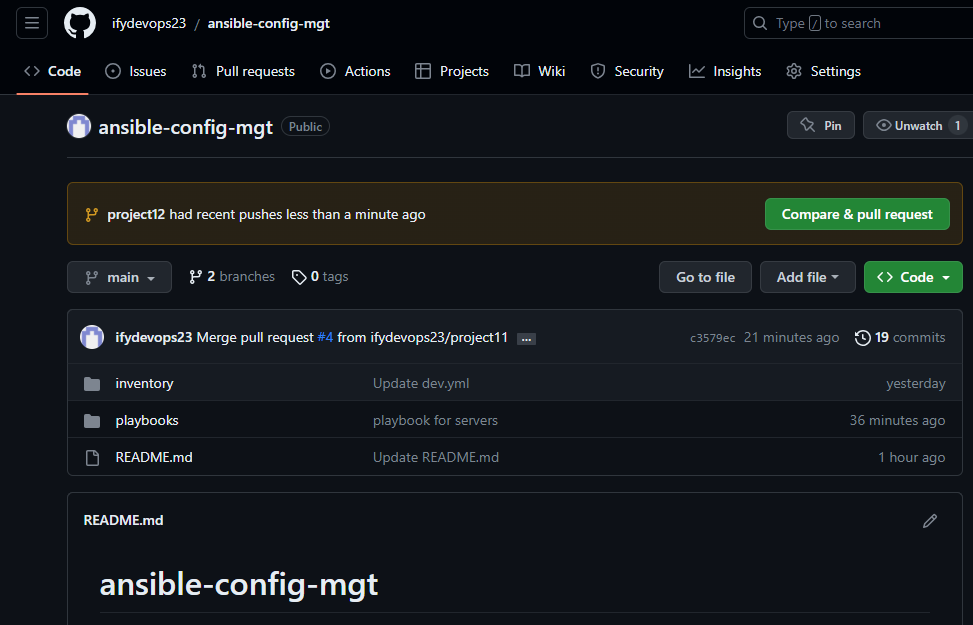 ifydevops23 / ansible-config-mgt
Type / to search
Code Issues Pull requests Actions Projects Wiki Security Insights Settings
ansible-config-mgt Public
Pin Unwatch 1
project12 had recent pushes less than a minute ago
Compare & pull request
main 2 branches 0 tags
Go to file Add file Code
ifydevops23 Merge pull request #4 from ifydevops23/project11 ... c3579ec 21 minutes ago 19 commits
inventory Update dev.yml yesterday
playbooks playbook for servers 36 minutes ago
README.md Update README.md 1 hour ago
README.md
ansible-config-mgt